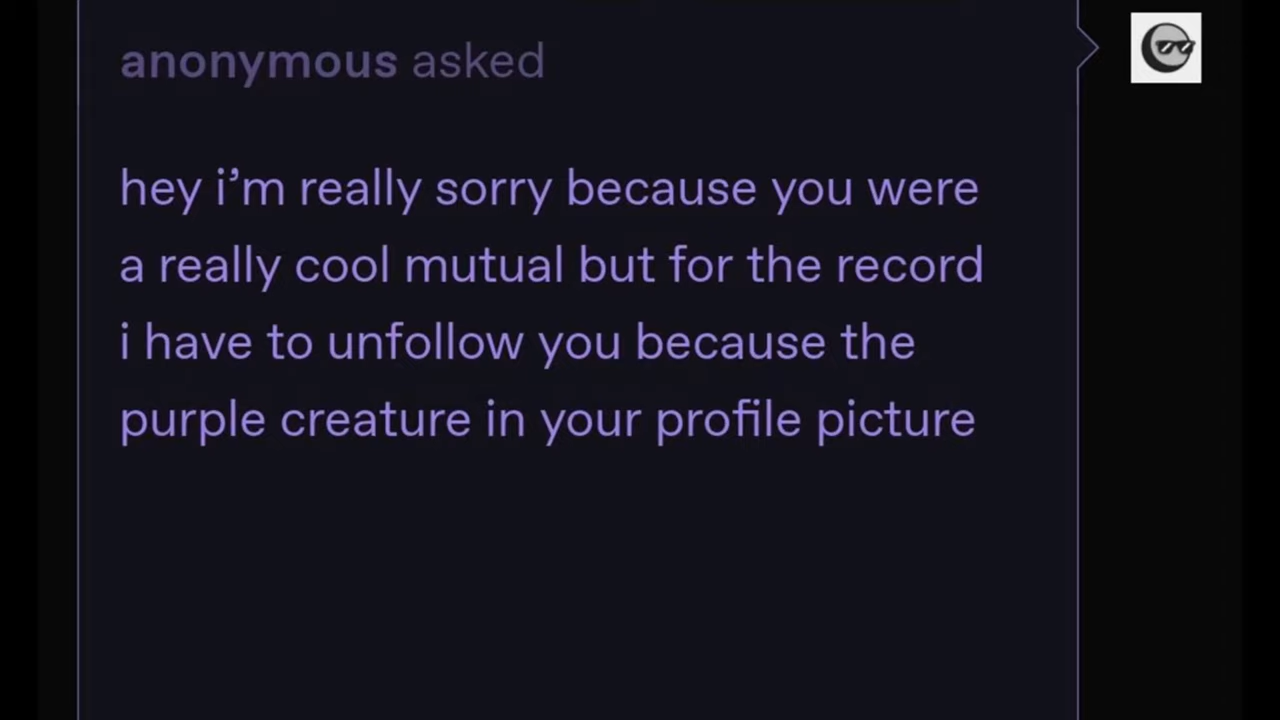 anonymous asked
hey i’m really sorry because you were
a really cool mutual but for the record
i have to unfollow you because the
purple creature in your profile picture